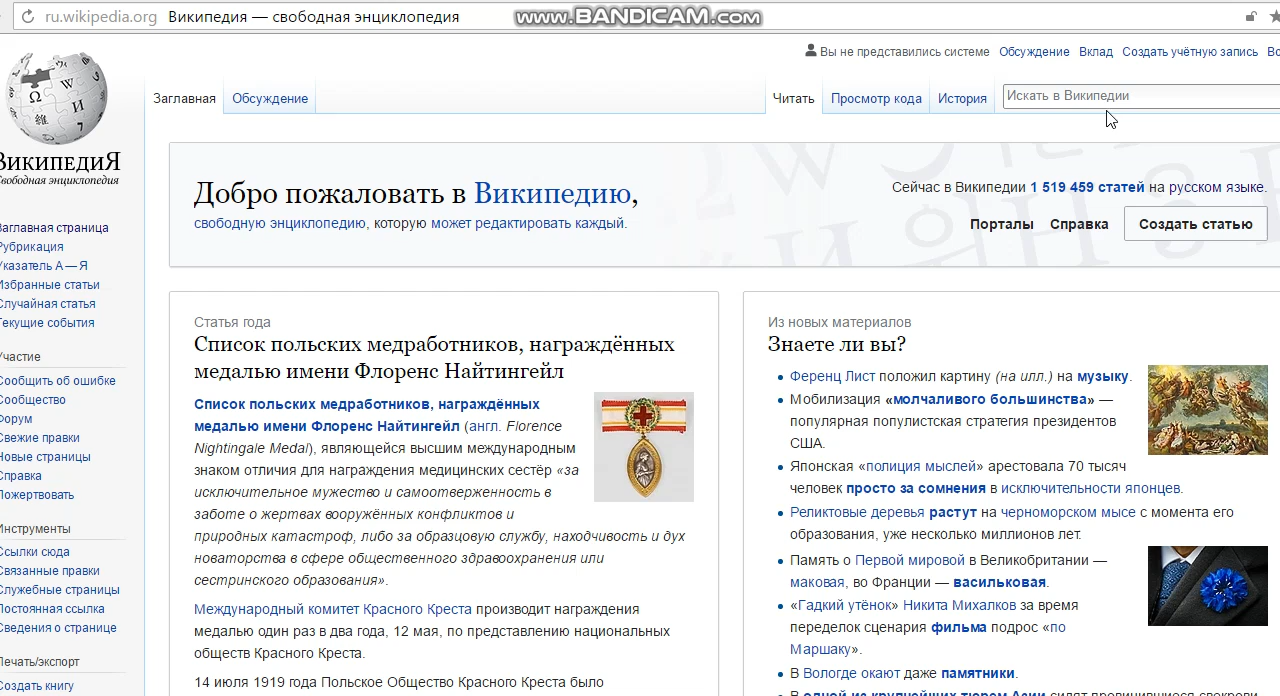 ru.wikipedia.org Википедия — свободная энциклопедия
www.BANDICAM.com
Вы не представились системе Обсуждение Вклад Создать учётную запись
ВикипедиЯ
Свободная энциклопедия
Заглавная Обсуждение Читать Просмотр кода История Искать в Википедии
Заглавная страница
Рубрикация
Указатель А — Я
Избранные статьи
Случайная статья
Текущие события
Участие
Сообщить об ошибке
Сообщество
Форум
Свежие правки
Новые страницы
Справка
Пожертвовать
Инструменты
Ссылки сюда
Связанные правки
Служебные страницы
Постоянная ссылка
Сведения о странице
Печать/экспорт
Создать книгу
Добро пожаловать в Википедию,
свободную энциклопедию, которую может редактировать каждый.
Сейчас в Википедии 1 519 459 статей на русском языке.
Порталы Справка Создать статью
Статья года
Список польских медработников, награждённых
медалью имени Флоренс Найтингейл
Список польских медработников, награждённых
медалью имени Флоренс Найтингейл (англ. Florence
Nightingale Medal), являющейся высшим международным
знаком отличия для награждения медицинских сестёр «за
исключительное мужество и самоотверженность в
заботе о жертвах вооружённых конфликтов и
природных катастроф, либо за образцовую службу, находчивость и дух
новаторства в сфере общественного здравоохранения или
сестринского образования».
Международный комитет Красного Креста производит награждения
медалью один раз в два года, 12 мая, по представлению национальных
обществ Красного Креста.
14 июля 1919 года Польское Общество Красного Креста было
Из новых материалов
Знаете ли вы?
Ференц Лист положил картину (на илл.) на музыку.
Мобилизация «молчаливого большинства» —
популярная популистская стратегия президентов
США.
Японская «полиция мыслей» арестовала 70 тысяч
человек просто за сомнения в исключительности японцев.
Реликтовые деревья растут на черноморском мысе с момента его
образования, уже несколько миллионов лет.
Память о Первой мировой в Великобритании —
маковая, во Франции — васильковая.
«Гадкий утёнок» Никита Михалков за время
переделок сценария фильма подрос «по
Маршаку».
В Вологде окают даже памятники.
В одной из крупнейших тюрем Азии сидят провинившиеся свекрови